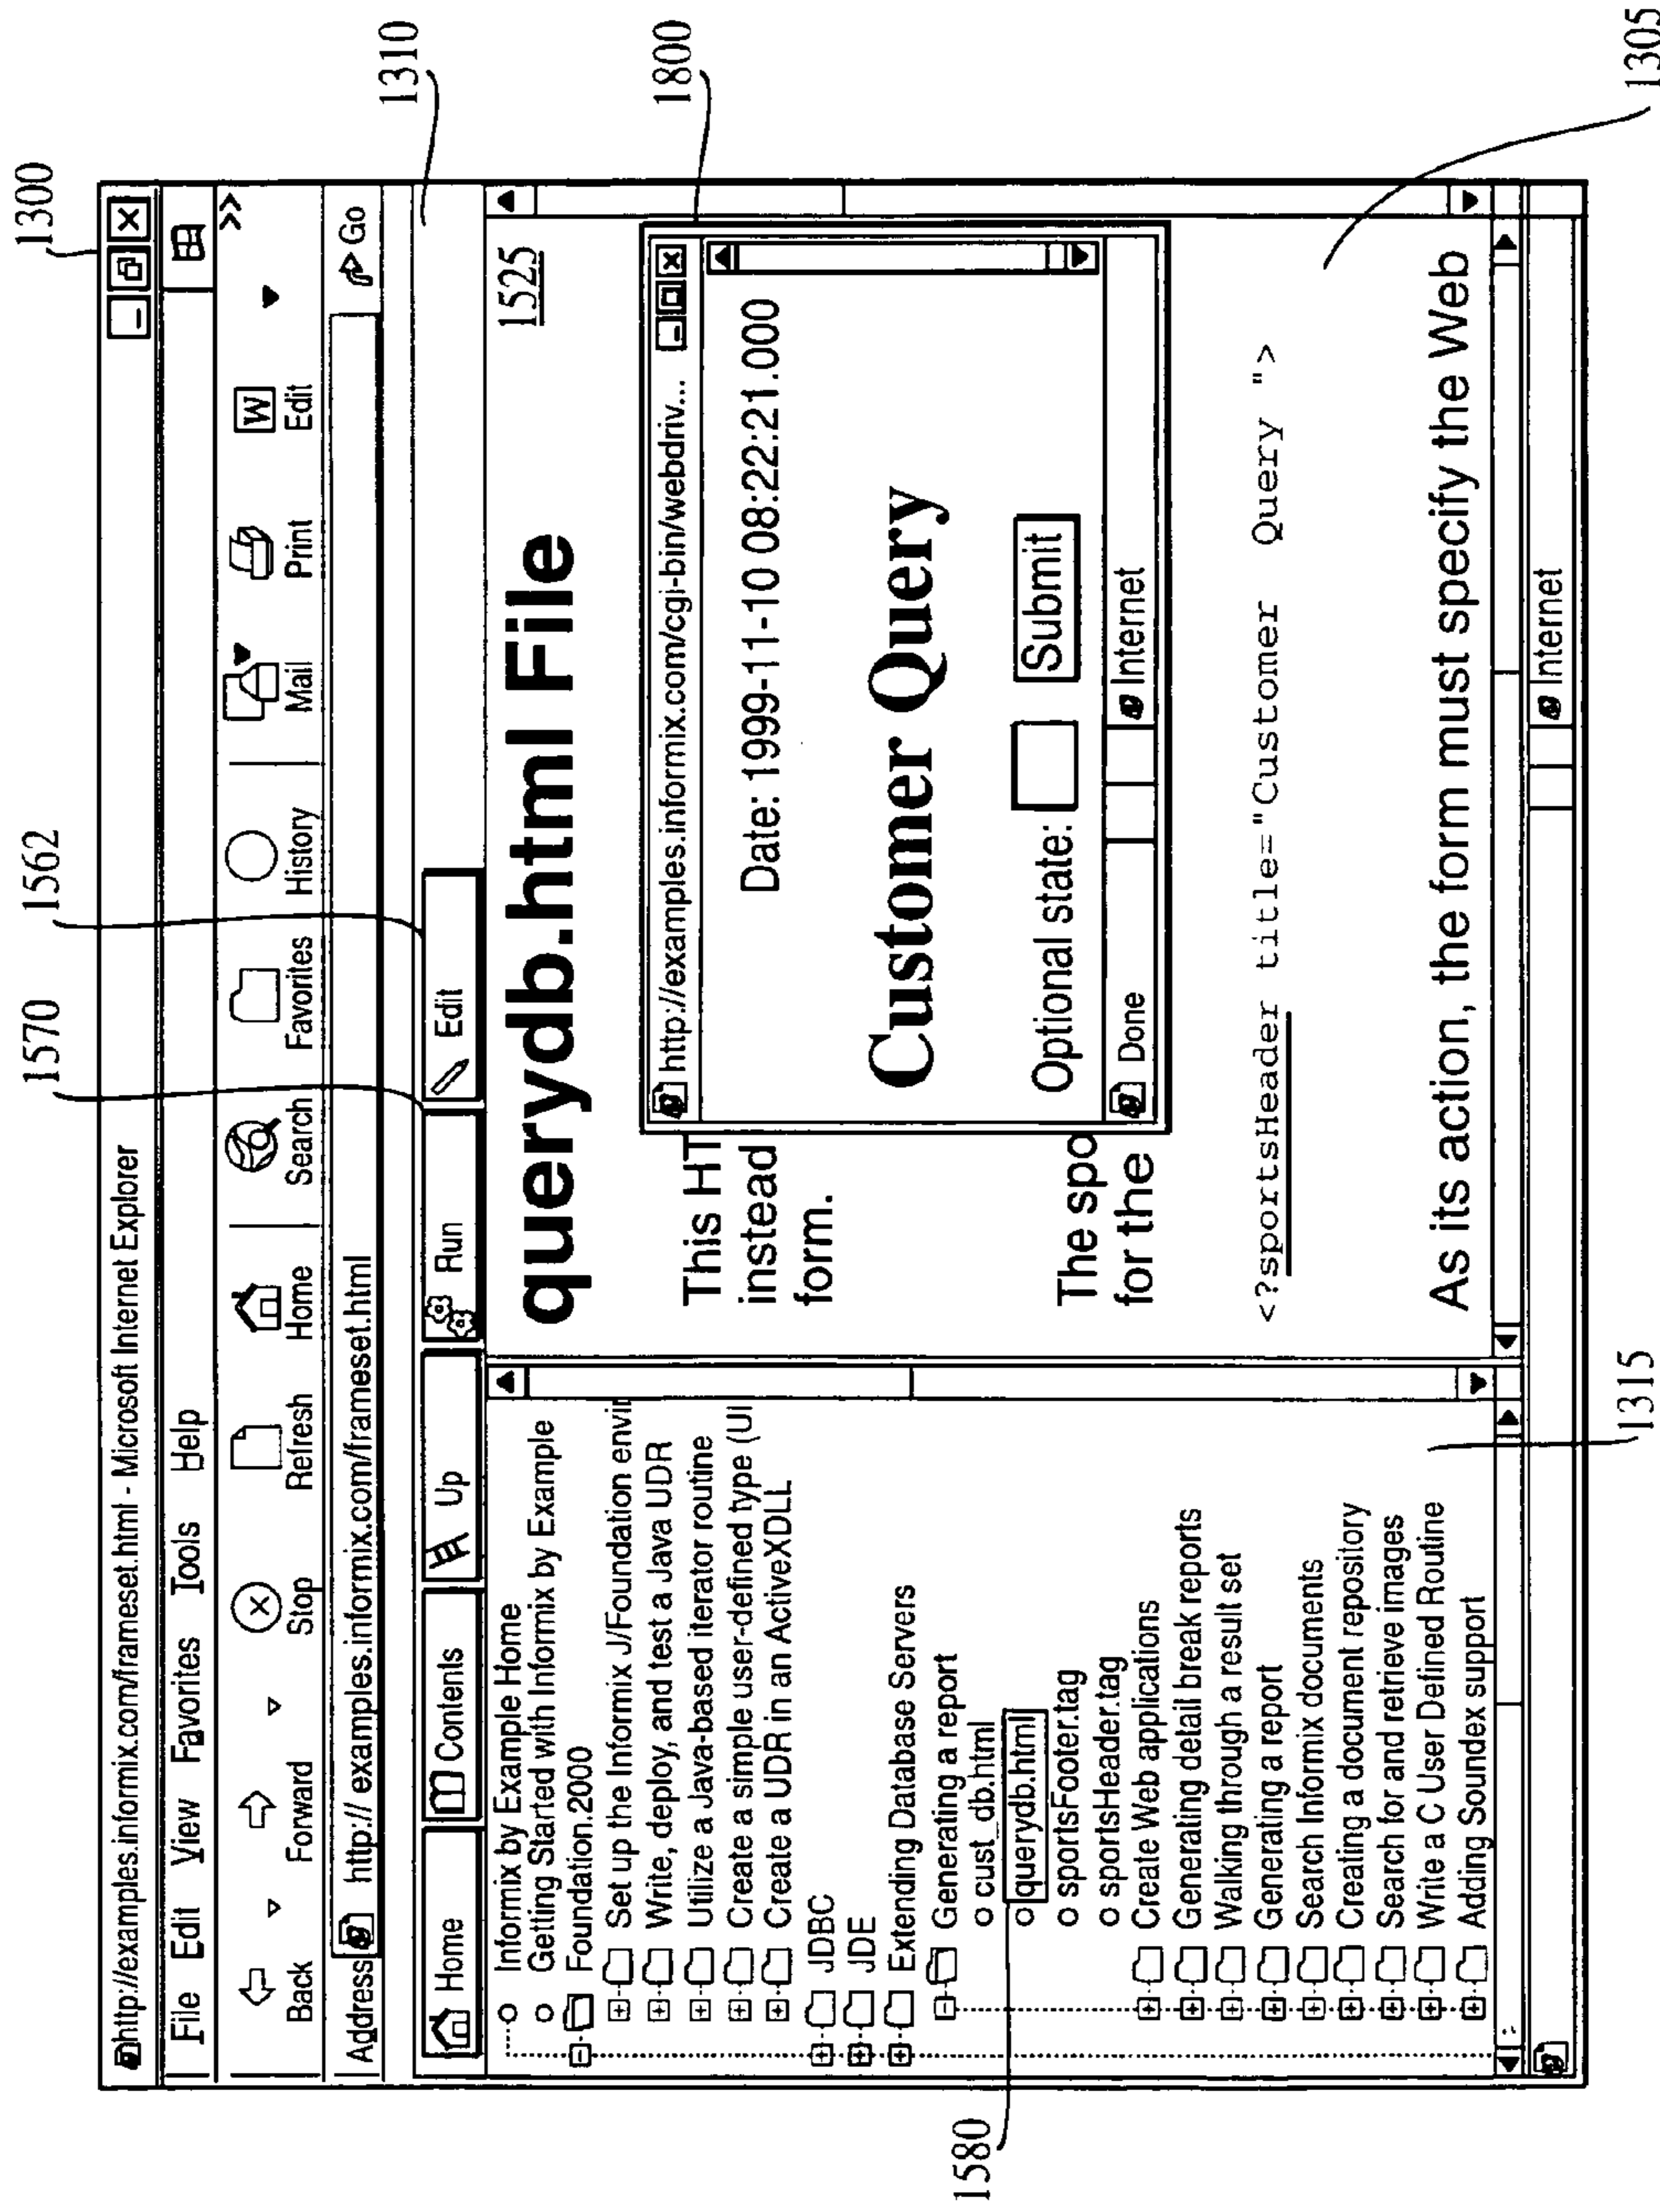 1300
http://examples.informix.com/frameset.html - Microsoft Internet Explorer
File Edit View Favorites Tools Help
Back Forward Stop Refresh Home Search Favorites History Mail Print Edit
Address http:// examples.informix.com/frameset.html Go
1570
1562
1310
Home Contents Up Run Edit
Informix by Example Home
Getting Started with Informix by Example
Foundation.2000
Set up the Informix J/Foundation envir
Write, deploy, and test a Java UDR
Utilize a Java-based iterator routine
Create a simple user-defined type (UI
Create a UDR in an ActiveXDLL
JDBC
JDE
Extending Database Servers
Generating a report
cust_db.html
querydb.html
sportsFooter.tag
sportsHeader.tag
Create Web applications
Generating detail break reports
Walking through a result set
Generating a report
Search Informix documents
Creating a document repository
Search for and retrieve images
Write a C User Defined Routine
Adding Soundex support
1580
1315
querydb.html File
1525
This HT
instead
form.
The spo
for the
1800
http://examples.informix.com/cgi-bin/webdriv...
Date: 1999-11-10 08:22:21.000
Customer Query
Optional state: Submit
Done Internet
<?sportsHeader title="Customer Query ">
As its action, the form must specify the Web
Internet
1305